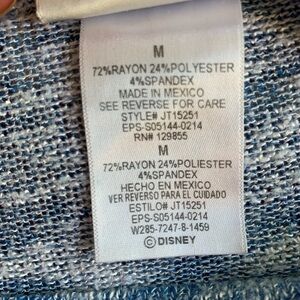 M
72%RAYON 24%POLYESTER
4%SPANDEX
MADE IN MEXICO
SEE REVERSE FOR CARE
STYLE# JT15251
EPS-S05144-0214
RN# 129855
M
72%RAYON 24%POLIESTER
4%SPANDEX
HECHO EN MEXICO
VER REVERSO PARA EL CUIDADO
ESTILO# JT15251
EPS-S05144-0214
W285-7247-8-1459
©DISNEY